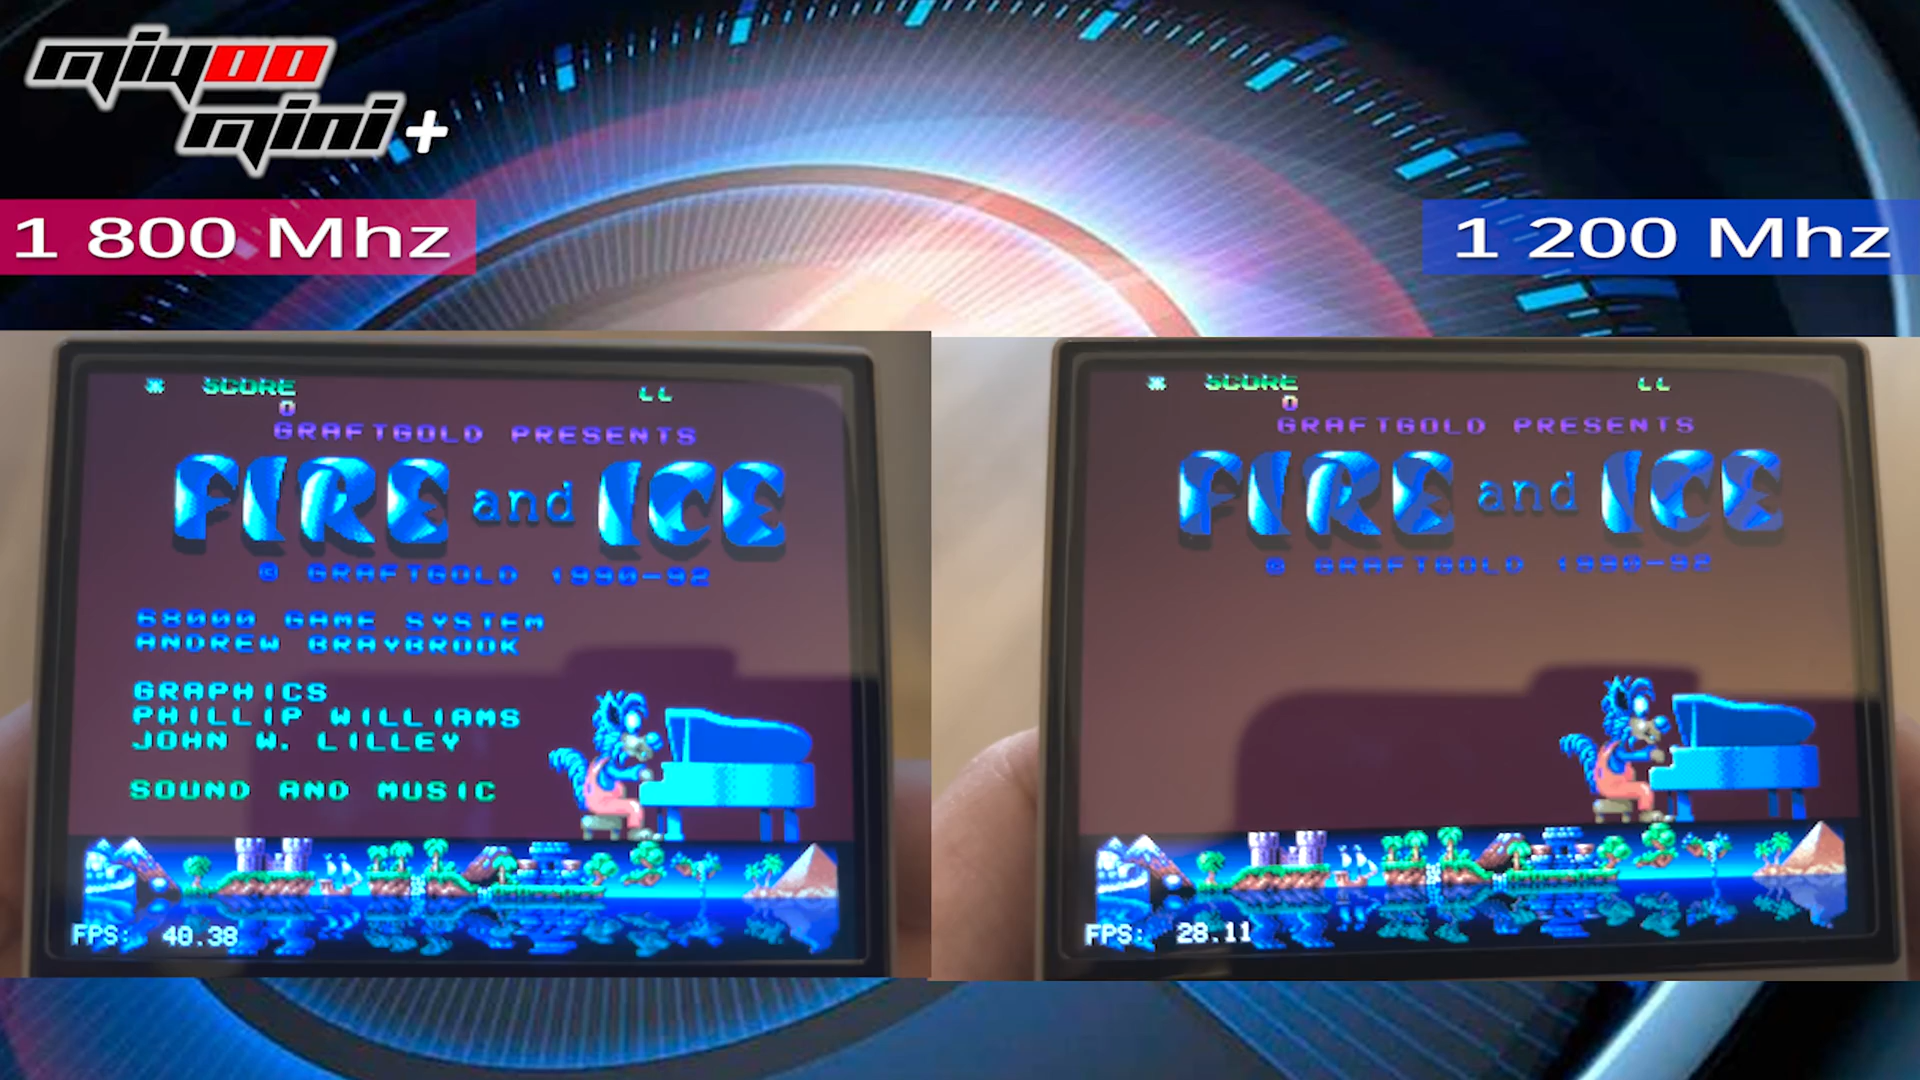 miyoo
mini+
1 800 Mhz
1 200 Mhz
* SCORE
0
GRAFTGOLD PRESENTS
FIRE and ICE
© GRAFTGOLD 1990-92
68000 GAME SYSTEM
ANDREW BRAYBROOK
GRAPHICS
PHILLIP WILLIAMS
JOHN W. LILLEY
SOUND AND MUSIC
FPS: 40.38
* SCORE
0
GRAFTGOLD PRESENTS
FIRE and ICE
© GRAFTGOLD 1990-92
FPS: 28.11